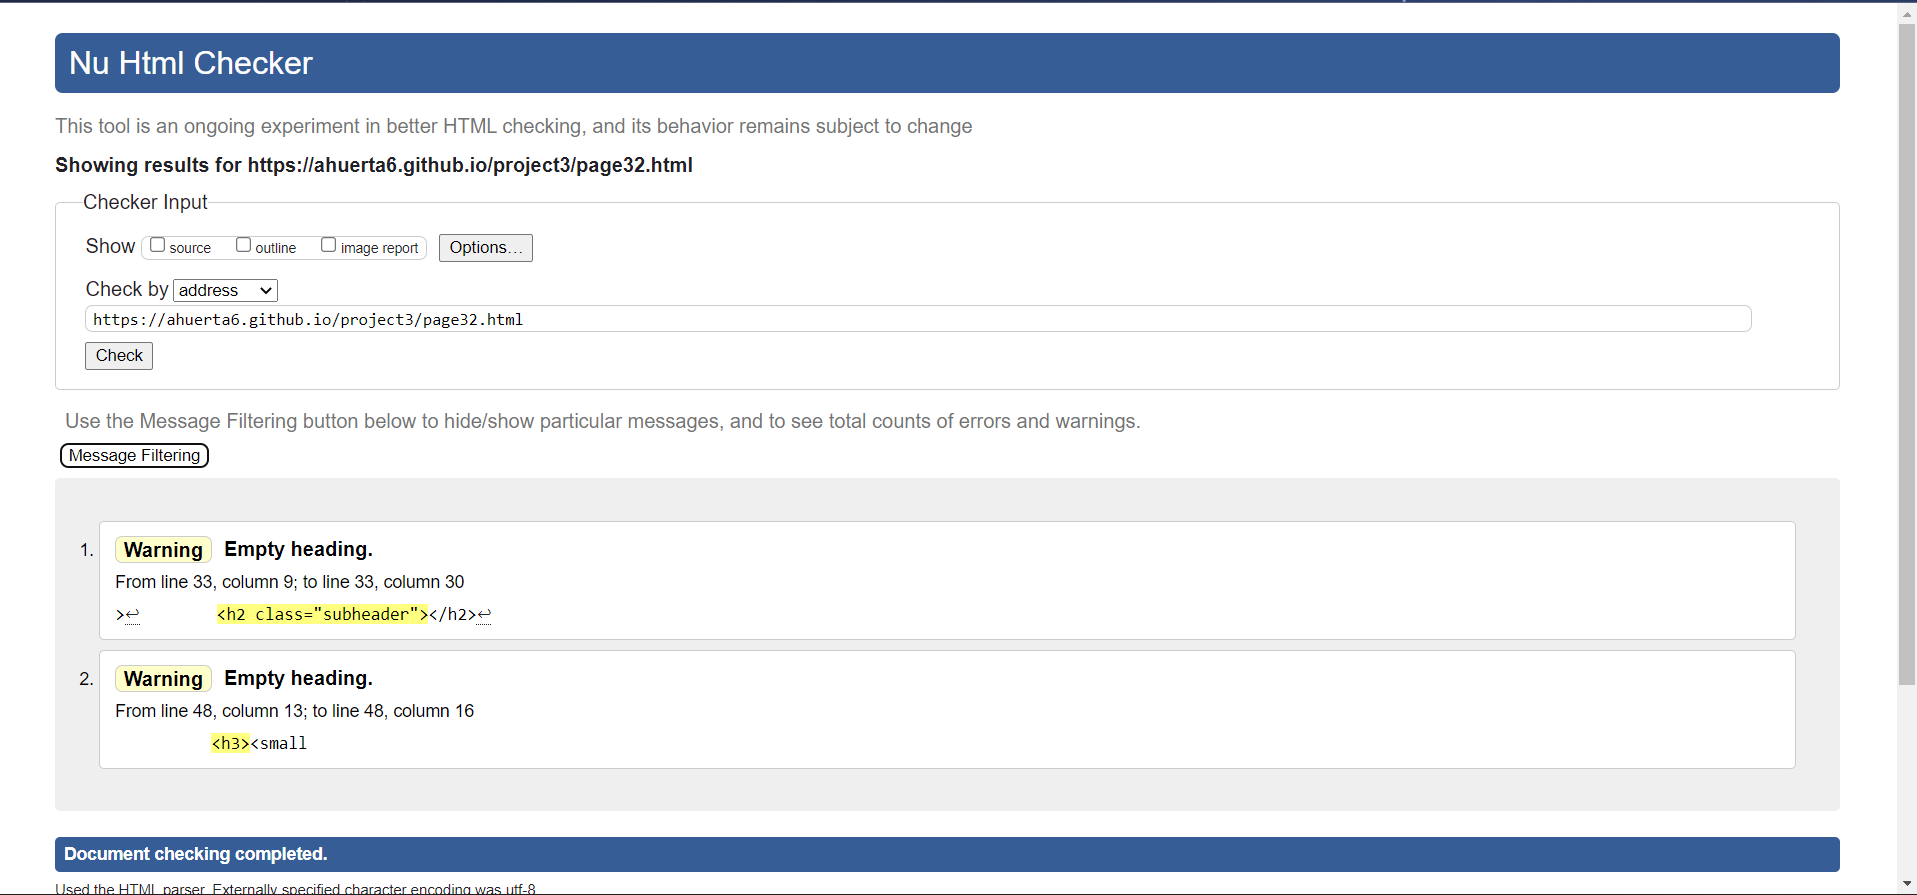 Nu Html Checker
This tool is an ongoing experiment in better HTML checking, and its behavior remains subject to change
Showing results for https://ahuerta6.github.io/project3/page32.html
Checker Input
Show source outline image report Options…
Check by address
https://ahuerta6.github.io/project3/page32.html
Check
Use the Message Filtering button below to hide/show particular messages, and to see total counts of errors and warnings.
Message Filtering
1. Warning Empty heading.
From line 33, column 9; to line 33, column 30
>↩ <h2 class="subheader"></h2>↩
2. Warning Empty heading.
From line 48, column 13; to line 48, column 16
<h3><small
Document checking completed.
Used the HTML parser. Externally specified character encoding was utf-8